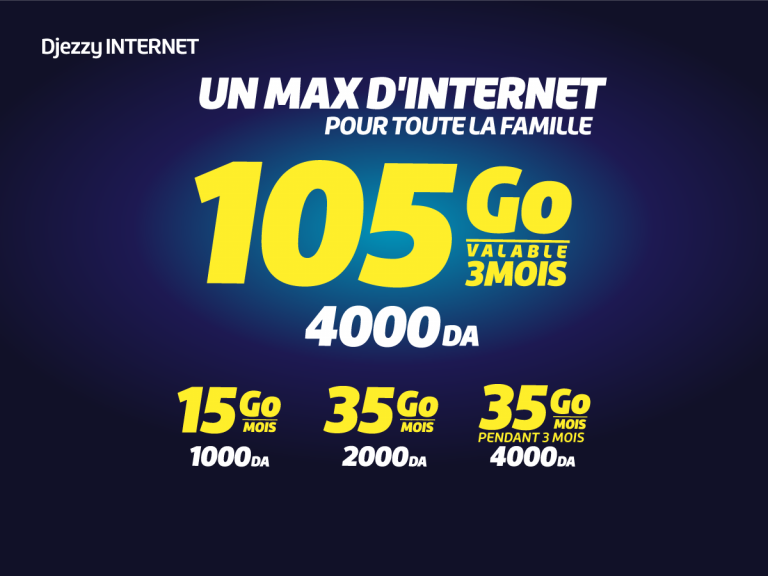 Djezzy INTERNET
UN MAX D'INTERNET
POUR TOUTE LA FAMILLE
105 Go
VALABLE
3MOIS
4000 DA
15 Go
MOIS
1000 DA
35 Go
MOIS
2000 DA
35 Go
MOIS
PENDANT 3 MOIS
4000 DA